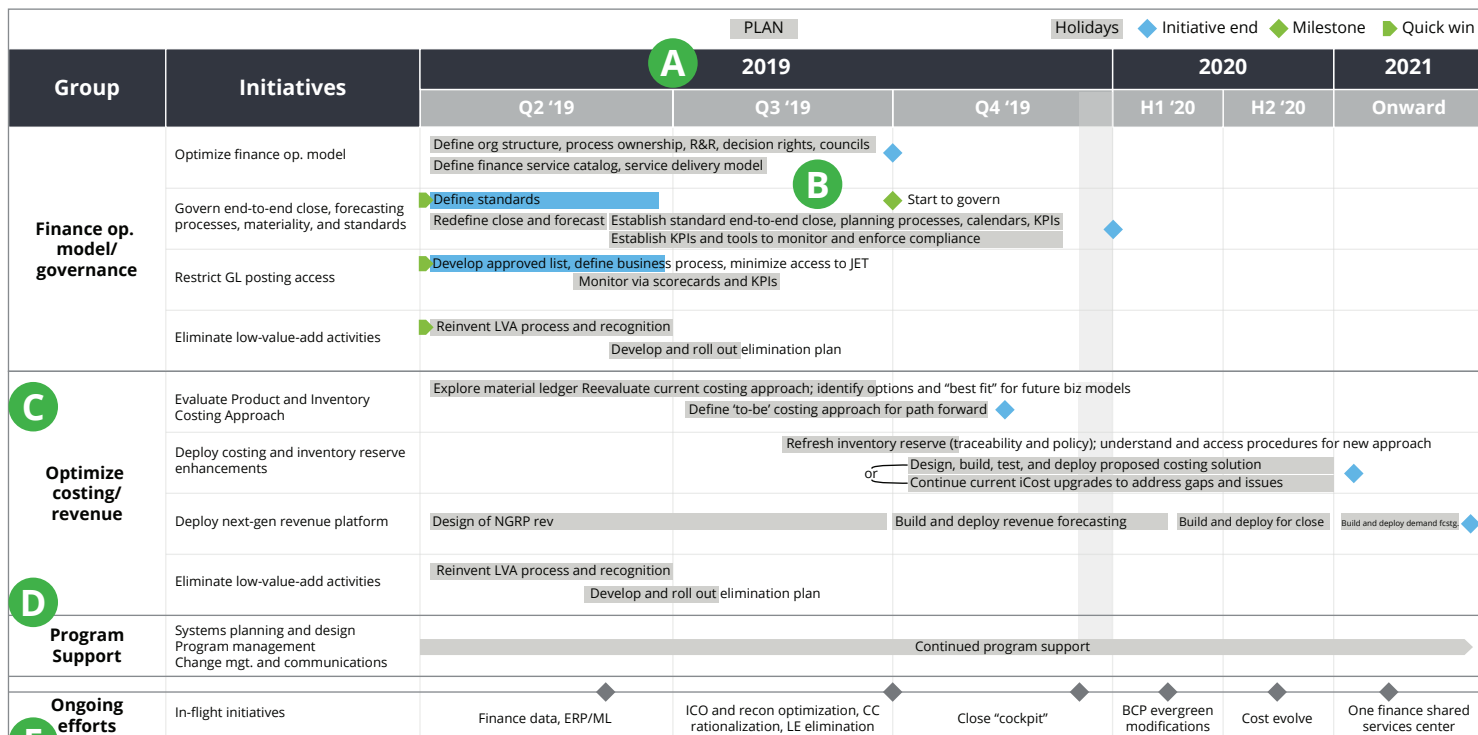 PLAN
Holidays
Initiative end
Milestone
Quick win
Group
Initiatives
A
2019
2020
2021
Q2 ‘19
Q3 ‘19
Q4 ‘19
H1 ‘20
H2 ‘20
Onward
Finance op.
model/
governance
Optimize finance op. model
Define org structure, process ownership, R&R, decision rights, councils
Define finance service catalog, service delivery model
B
Govern end-to-end close, forecasting
processes, materiality, and standards
Define standards
Start to govern
Redefine close and forecast
Establish standard end-to-end close, planning processes, calendars, KPIs
Establish KPIs and tools to monitor and enforce compliance
Restrict GL posting access
Develop approved list, define business process, minimize access to JET
Monitor via scorecards and KPIs
Eliminate low-value-add activities
Reinvent LVA process and recognition
Develop and roll out elimination plan
C
Optimize
costing/
revenue
Evaluate Product and Inventory
Costing Approach
Explore material ledger Reevaluate current costing approach; identify options and “best fit” for future biz models
Define ‘to-be’ costing approach for path forward
Deploy costing and inventory reserve
enhancements
Refresh inventory reserve (traceability and policy); understand and access procedures for new approach
or
Design, build, test, and deploy proposed costing solution
Continue current iCost upgrades to address gaps and issues
Deploy next-gen revenue platform
Design of NGRP rev
Build and deploy revenue forecasting
Build and deploy for close
Build and deploy demand fcstg.
Eliminate low-value-add activities
Reinvent LVA process and recognition
Develop and roll out elimination plan
D
Program
Support
Systems planning and design
Program management
Change mgt. and communications
Continued program support
Ongoing
efforts
In-flight initiatives
Finance data, ERP/ML
ICO and recon optimization, CC
rationalization, LE elimination
Close “cockpit”
BCP evergreen
modifications
Cost evolve
One finance shared
services center